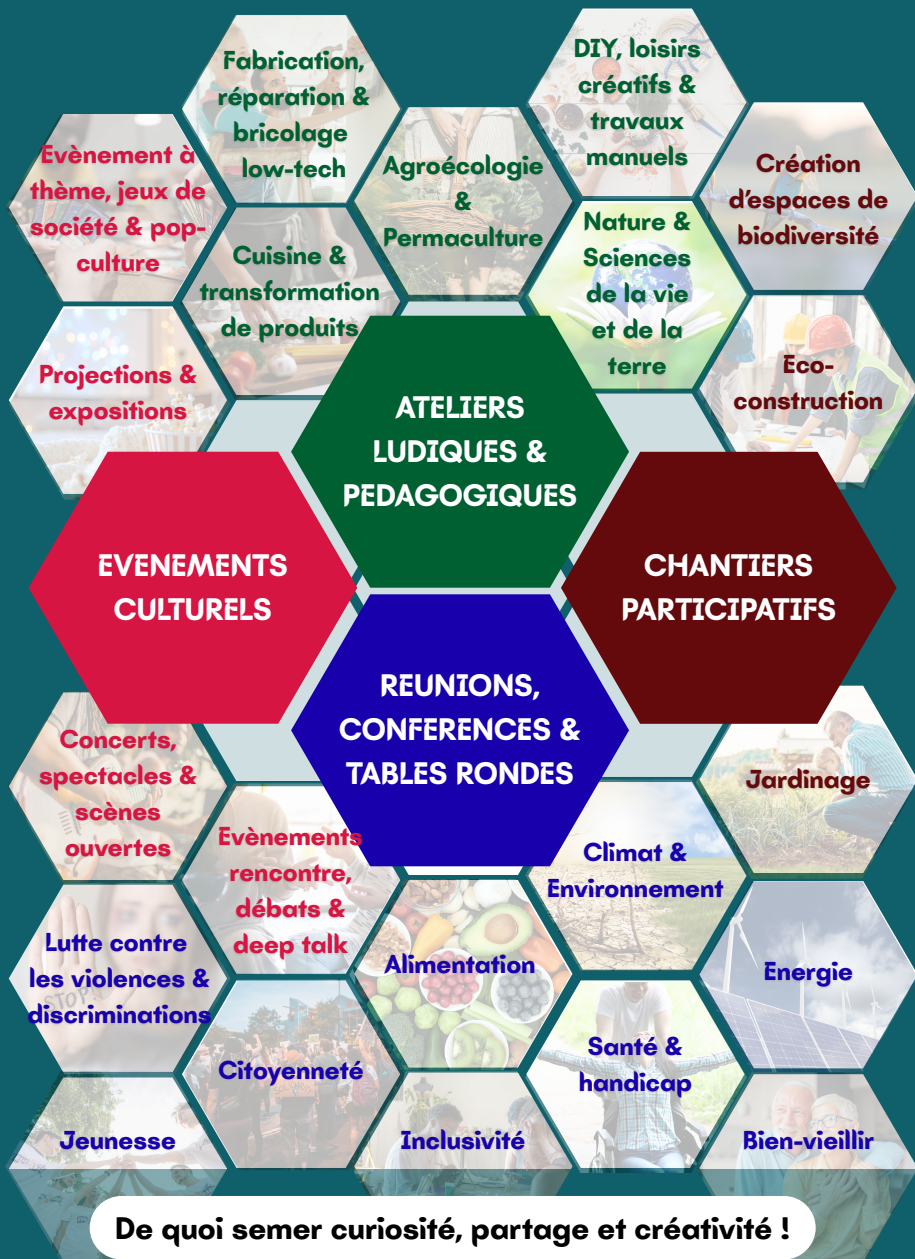 Fabrication,
réparation &
bricolage
low-tech
DIY, loisirs
créatifs &
travaux
manuels
Evènement à
thème, jeux de
société & pop-
culture
Agroécologie
&
Permaculture
Création
d'espaces de
biodiversité
Cuisine &
transformation
de produits
Nature &
Sciences
de la vie
et de la
terre
Projections &
expositions
Eco-
construction
ATELIERS
LUDIQUES &
PEDAGOGIQUES
EVENEMENTS
CULTURELS
CHANTIERS
PARTICIPATIFS
REUNIONS,
CONFERENCES &
TABLES RONDES
Concerts,
spectacles &
scènes
ouvertes
Jardinage
Evènements
rencontre,
débats &
deep talk
Climat &
Environnement
Lutte contre
les violences &
discriminations
STOP
Alimentation
Energie
Citoyenneté
Santé &
handicap
Jeunesse
Inclusivité
Bien-vieillir
De quoi semer curiosité, partage et créativité !